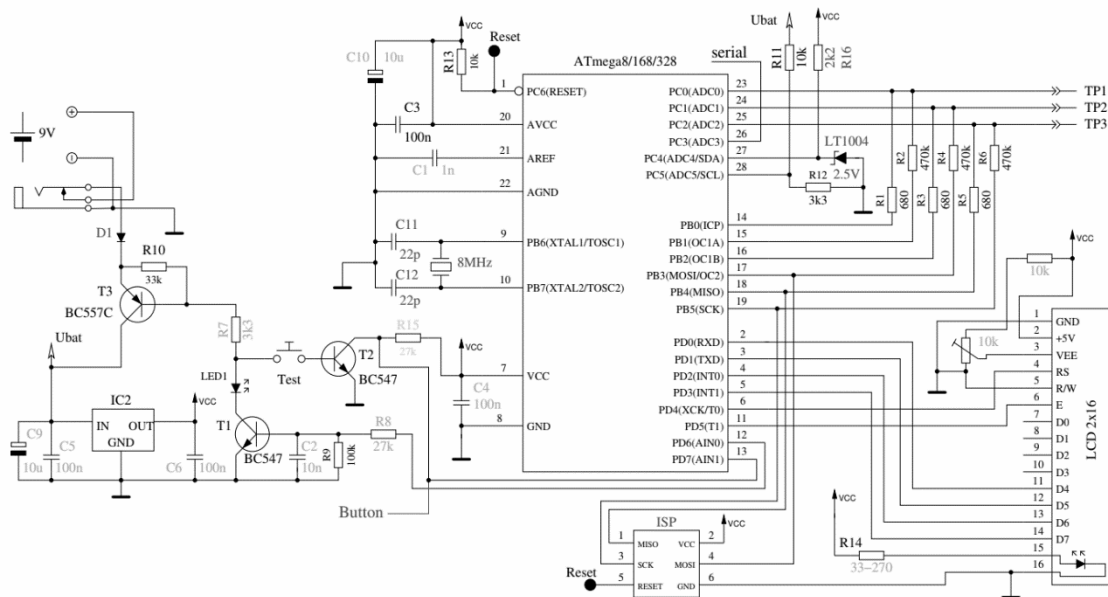 VCC
Ubat
VCC
Reset
C10
10u
R13
10k
serial
R11
10k
2k2
R16
ATmega8/168/328
1
PC6(RESET)
PC0(ADC0)
23
TP1
PC1(ADC1)
24
TP2
C3
100n
20
AVCC
PC2(ADC2)
25
TP3
PC3(ADC3)
26
9V
C1
1n
21
AREF
PC4(ADC4/SDA)
27
LT1004
2.5V
R2
470k
R4
470k
R6
470k
22
AGND
PC5(ADC5/SCL)
28
R12
3k3
R1
680
R3
680
R5
680
PB0(ICP)
14
D1
C11
22p
9
PB6(XTAL1/TOSC1)
PB1(OC1A)
15
R10
33k
8MHz
PB2(OC1B)
16
VCC
C12
22p
10
PB7(XTAL2/TOSC2)
PB3(MOSI/OC2)
17
10k
T3
BC557C
PB4(MISO)
18
PB5(SCK)
19
R7
3k3
R15
27k
VCC
1
GND
Ubat
T2
BC547
PD0(RXD)
2
10k
2
+5V
Test
PD1(TXD)
3
3
VEE
LED1
7
VCC
PD2(INT0)
4
4
RS
C4
100n
PD3(INT1)
5
5
R/W
IC2
VCC
PD4(XCK/T0)
6
6
E
IN
OUT
GND
T1
BC547
R8
27k
8
GND
PD5(T1)
11
7
D0
C9
10u
C5
100n
C6
100n
C2
10n
R9
100k
PD6(AIN0)
12
8
D1
PD7(AIN1)
13
9
D2
10
D3
LCD 2x16
11
D4
Button
12
D5
ISP
VCC
VCC
13
D6
1
MISO
VCC
2
14
D7
3
SCK
MOSI
4
R14
33–270
15
Reset
5
RESET
GND
6
16